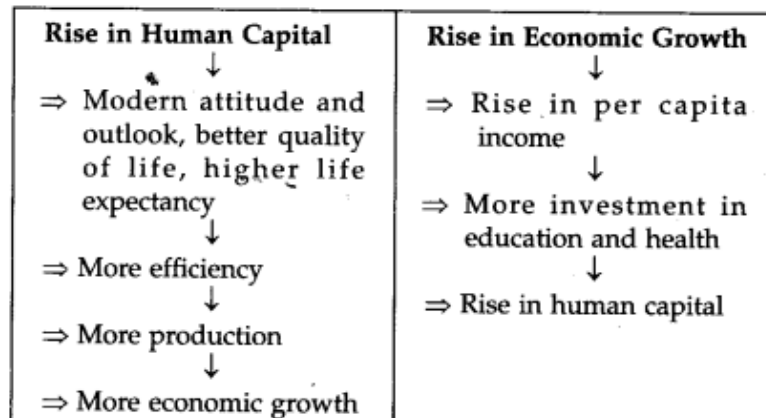 Rise in Human Capital
↓
⇒ Modern attitude and
outlook, better quality
of life, higher life
expectancy
↓
⇒ More efficiency
↓
⇒ More production
↓
⇒ More economic growth
Rise in Economic Growth
↓
⇒ Rise in per capita
income
↓
⇒ More investment in
education and health
↓
⇒ Rise in human capital